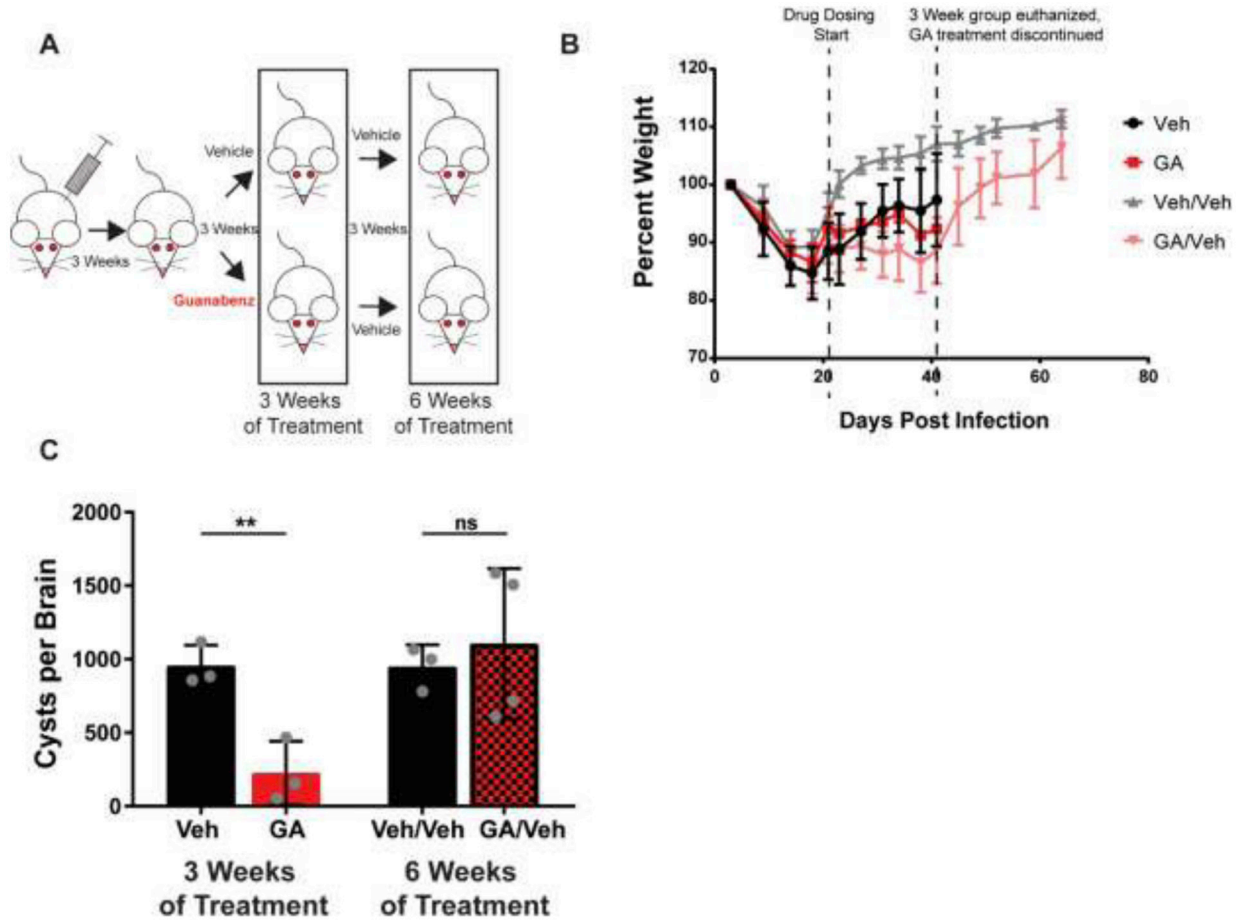 A
3 Weeks
Vehicle
3 Weeks
Guanabenz
Vehicle
3 Weeks
Vehicle
3 Weeks
of Treatment
6 Weeks
of Treatment
B
Drug Dosing
Start
3 Week group euthanized,
GA treatment discontinued
Percent Weight
120
110
100
90
80
70
0
20
40
60
80
Days Post Infection
Veh
GA
Veh/Veh
GA/Veh
C
Cysts per Brain
2000
1500
1000
500
0
**
ns
Veh
GA
Veh/Veh
GA/Veh
3 Weeks
of Treatment
6 Weeks
of Treatment